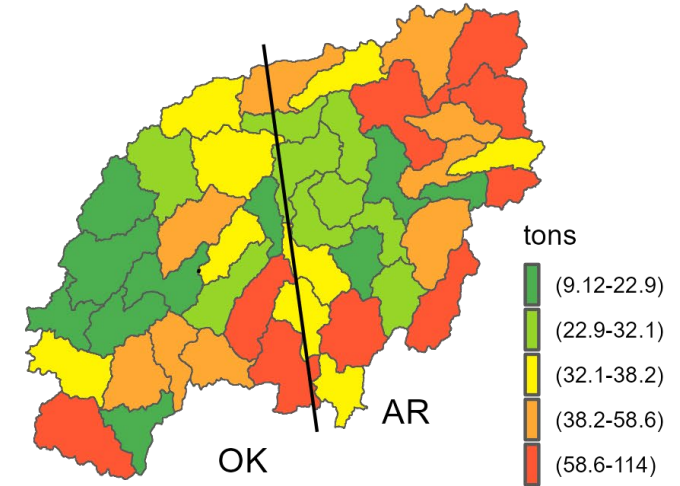 tons
(9.12-22.9)
(22.9-32.1)
(32.1-38.2)
(38.2-58.6)
(58.6-114)
AR
OK